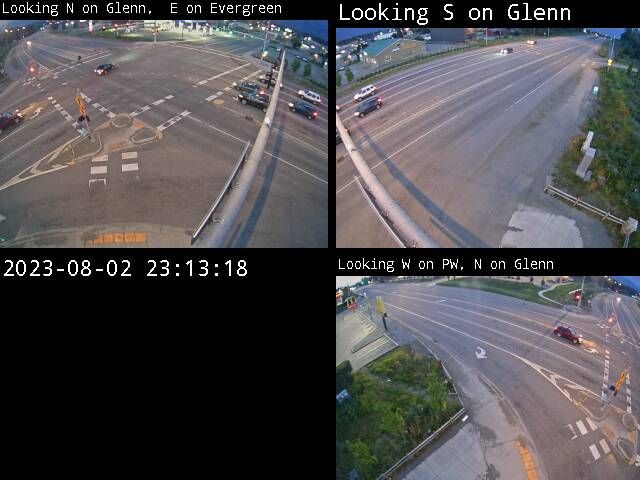 Looking N on Glenn,  E on Evergreen
Looking S on Glenn
2023-08-02 23:13:18
Looking W on PW, N on Glenn